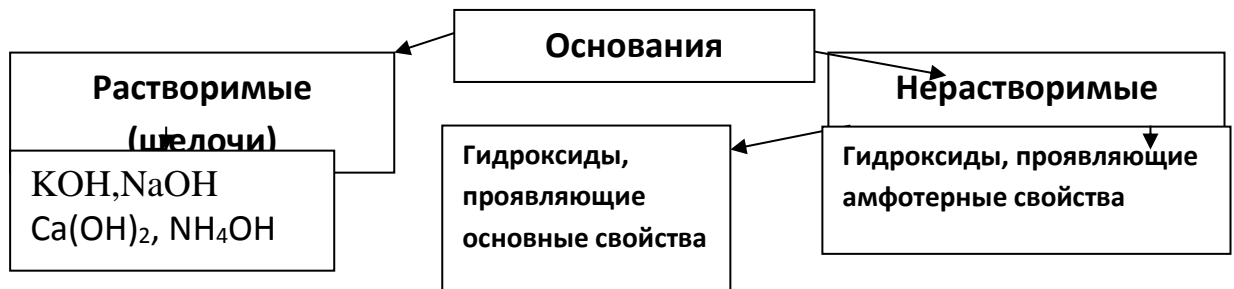 Основания
Растворимые
(щелочи)
Нерастворимые
KOH,NaOH
Ca(OH)₂, NH₄OH
Гидроксиды,
проявляющие
основные свойства
Гидроксиды, проявляющие
амфотерные свойства